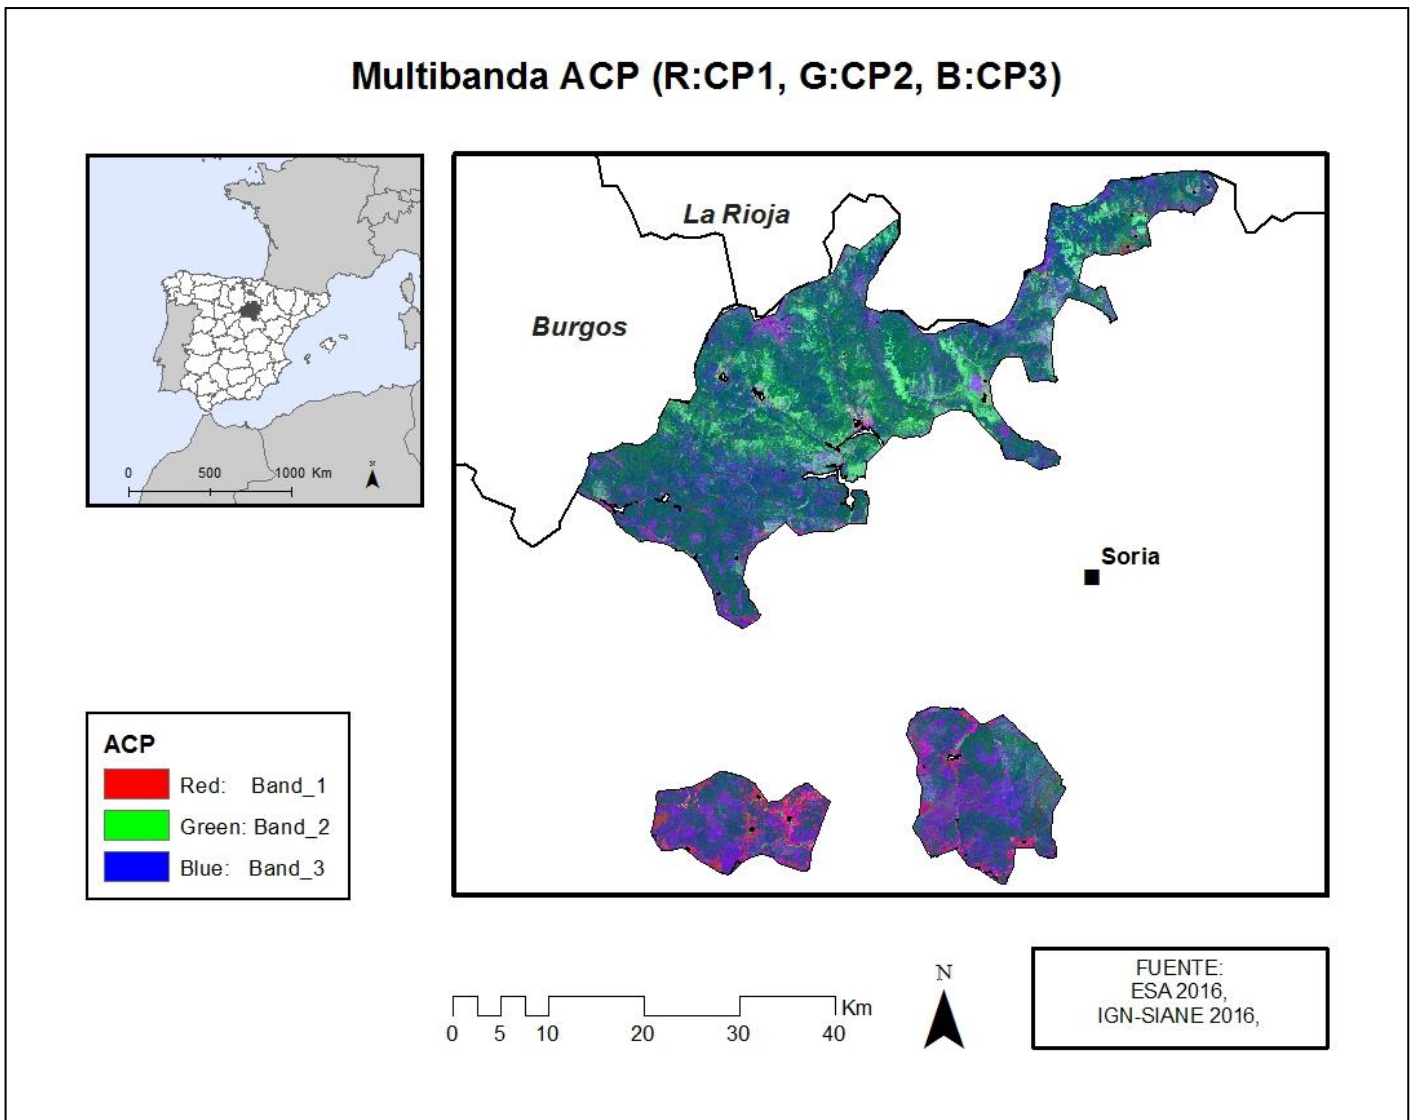 Multibanda ACP (R:CP1, G:CP2, B:CP3)
0 500 1000 Km
N
La Rioja
Burgos
Soria
ACP
Red: Band_1
Green: Band_2
Blue: Band_3
Km
0 5 10 20 30 40
N
FUENTE:
ESA 2016,
IGN-SIANE 2016,